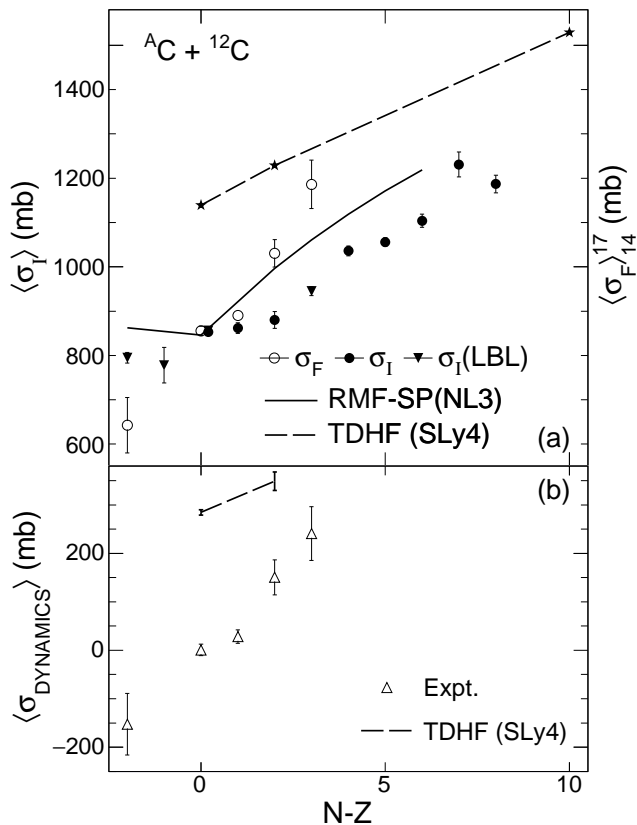 ᴬC + ¹²C
1400
1200
1000
800
600
⟨σ_I⟩ (mb)
⟨σ_F⟩¹⁷₁₄ (mb)
σ_F σ_I σ_I(LBL)
RMF-SP(NL3)
TDHF (SLy4)
(a)
(b)
200
0
−200
⟨σ_DYNAMICS⟩ (mb)
Expt.
TDHF (SLy4)
0 5 10
N-Z